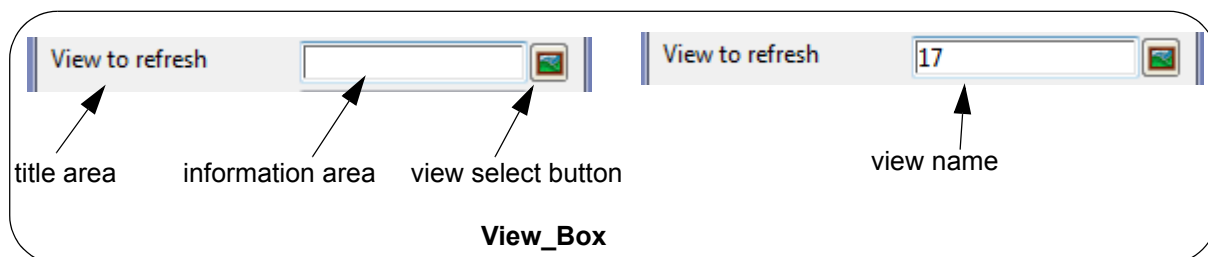 View to refresh
View to refresh 17
title area information area view select button
view name
View_Box